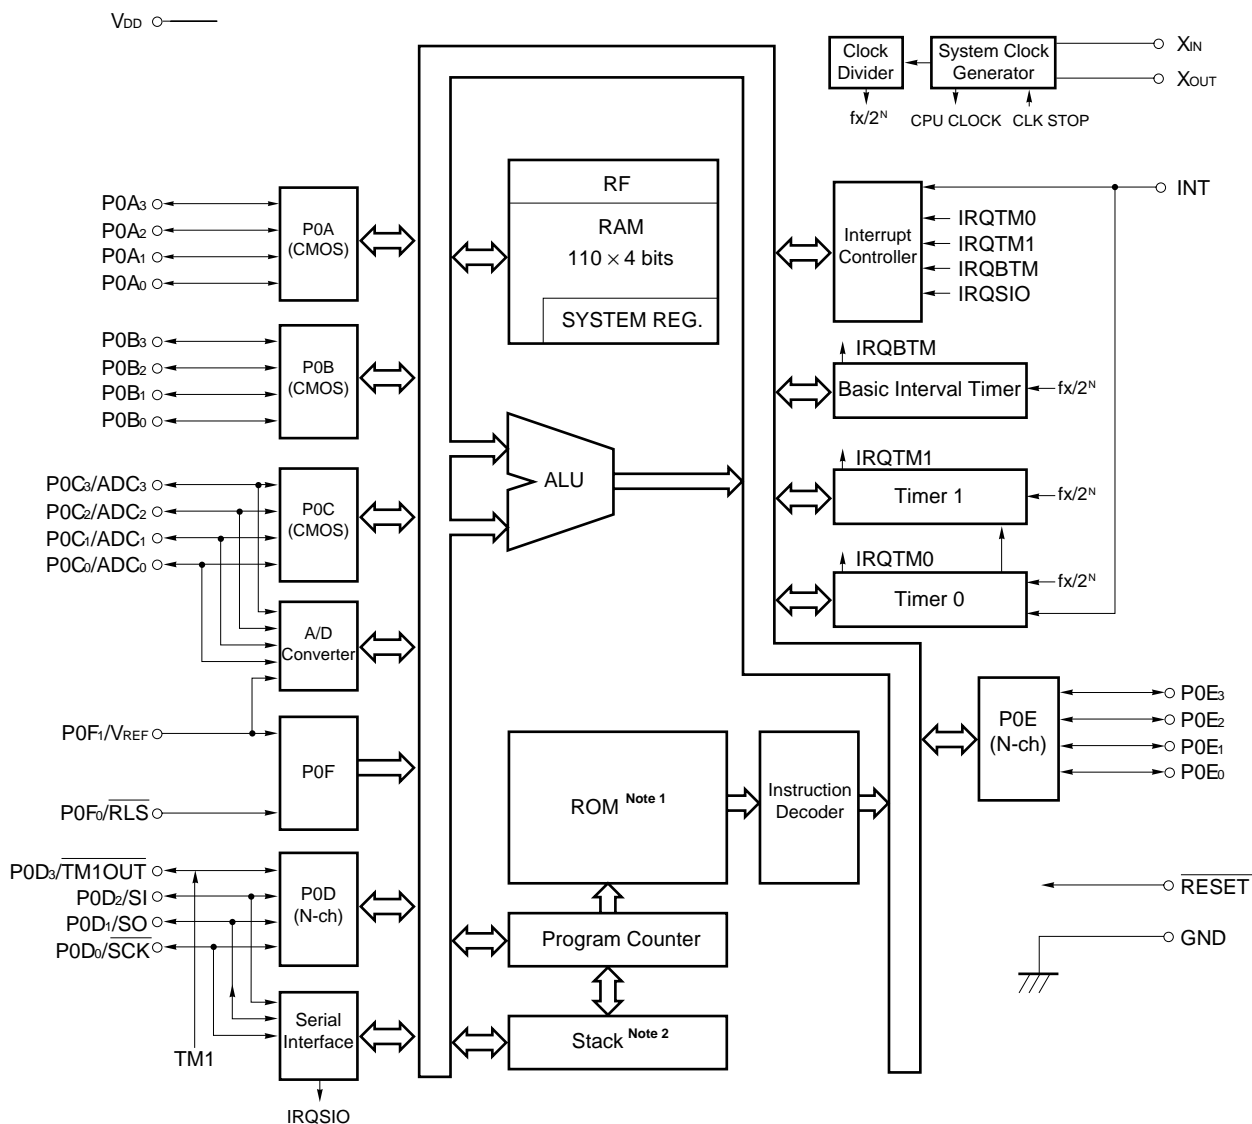 VDD
Clock
Divider
fx/2N
System Clock
Generator
CPU CLOCK
CLK STOP
XIN
XOUT
P0A3
P0A2
P0A1
P0A0
P0A
(CMOS)
RF
RAM
110 × 4 bits
SYSTEM REG.
Interrupt
Controller
INT
IRQTM0
IRQTM1
IRQBTM
IRQSIO
P0B3
P0B2
P0B1
P0B0
P0B
(CMOS)
IRQBTM
Basic Interval Timer
fx/2N
P0C3/ADC3
P0C2/ADC2
P0C1/ADC1
P0C0/ADC0
P0C
(CMOS)
ALU
IRQTM1
Timer 1
fx/2N
IRQTM0
Timer 0
fx/2N
A/D
Converter
P0F1/VREF
P0F0/RLS
P0F
ROM Note 1
Instruction
Decoder
P0E
(N-ch)
P0E3
P0E2
P0E1
P0E0
P0D3/TM1OUT
P0D2/SI
P0D1/SO
P0D0/SCK
P0D
(N-ch)
Program Counter
RESET
GND
TM1
Serial
Interface
IRQSIO
Stack Note 2